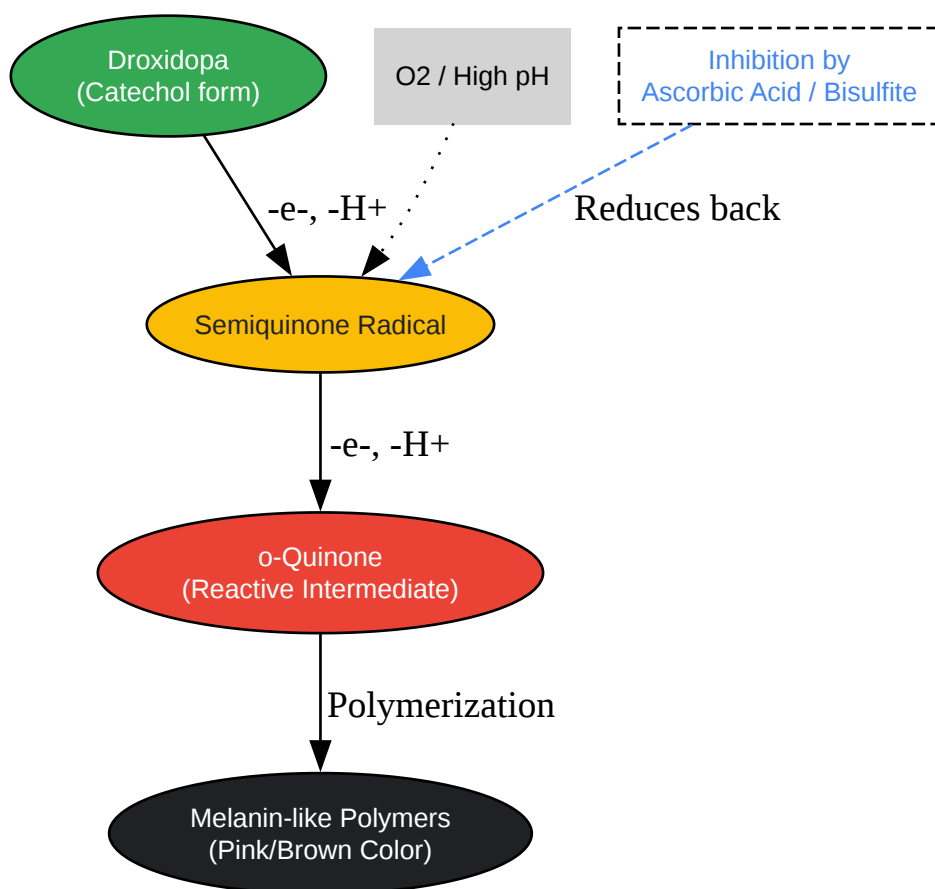 Droxidopa
(Catechol form)
O2 / High pH
Inhibition by
Ascorbic Acid / Bisulfite
-e-, -H+
Reduces back
Semiquinone Radical
-e-, -H+
o-Quinone
(Reactive Intermediate)
Polymerization
Melanin-like Polymers
(Pink/Brown Color)